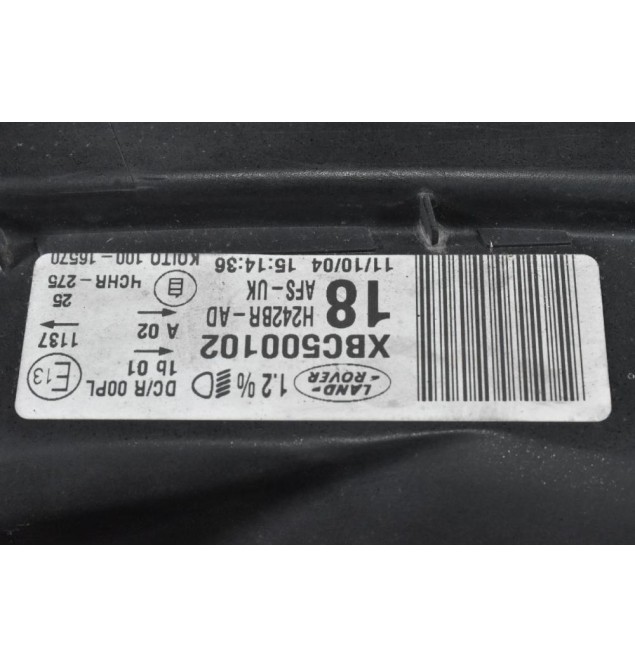 LAND-
ROVER
1.2%
DC/R 00PL
E13
XBC500102
1b 01
18
H242BR-AD
AFS-UK
A 02
1137
4CHR-275
25
11/10/04 15:14:36
KOITO 100-16570